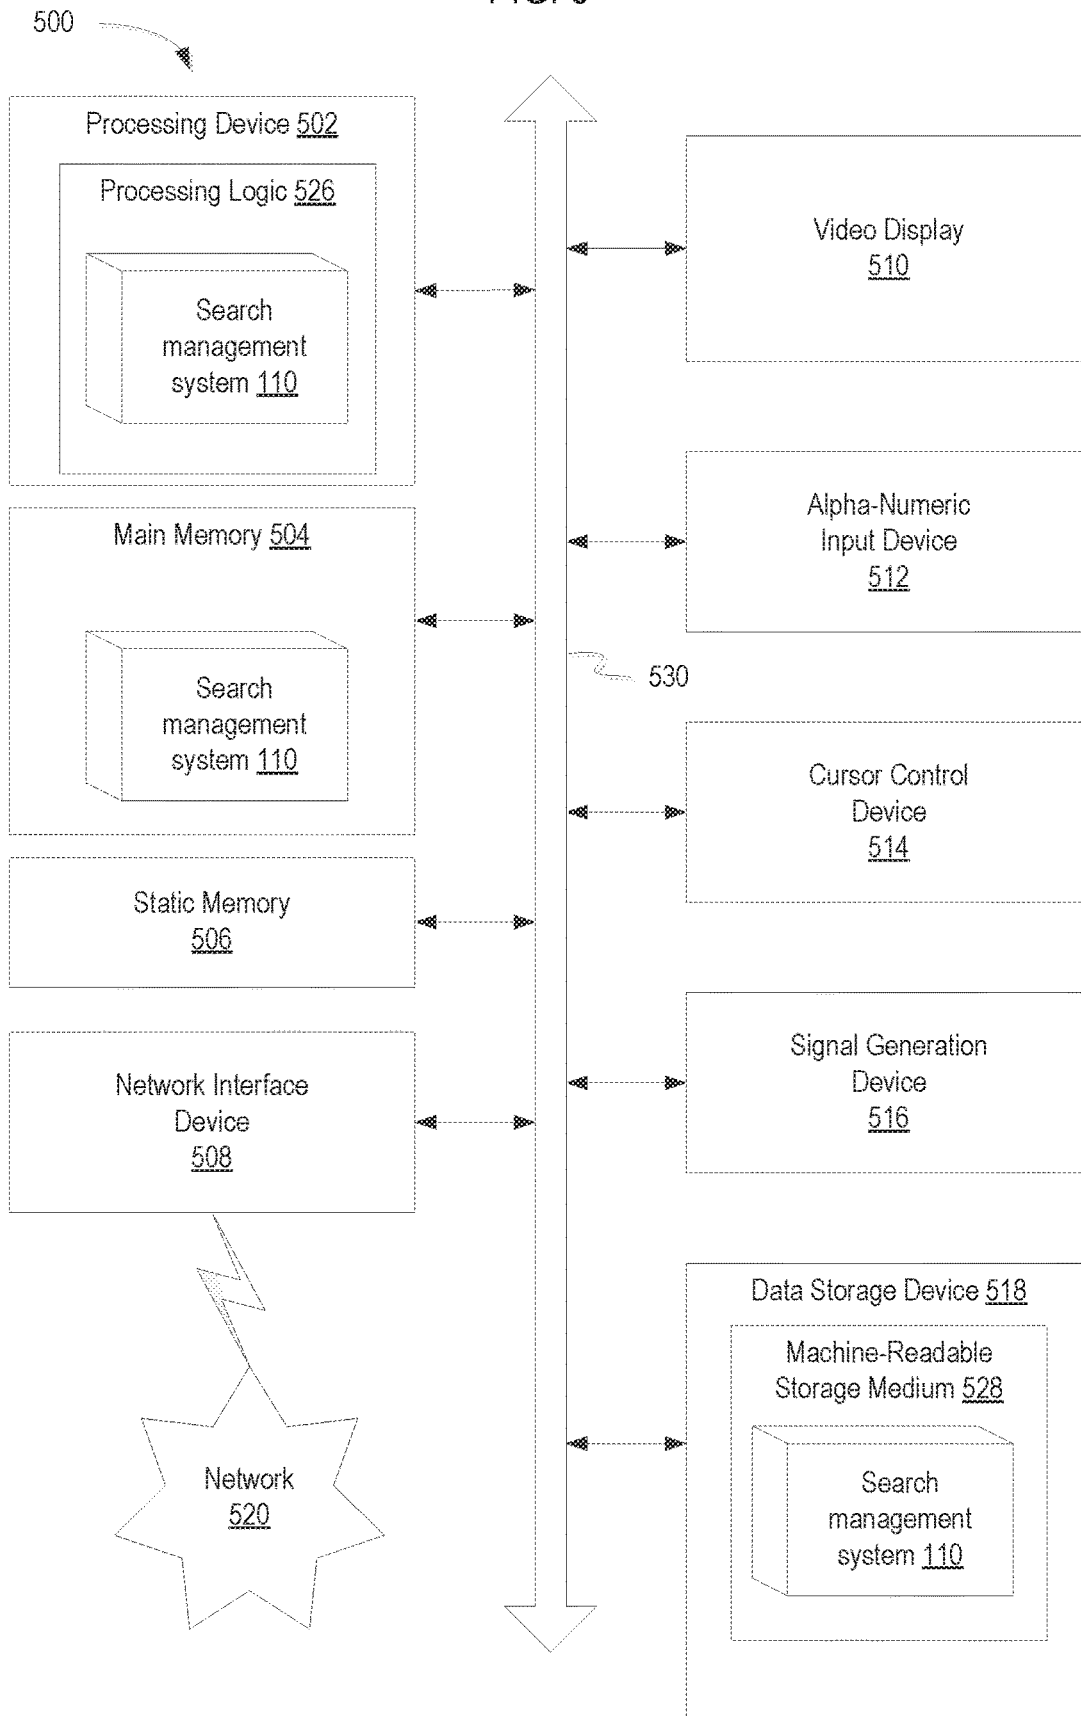 500
Processing Device 502
Processing Logic 526
Search
management
system 110
Main Memory 504
Search
management
system 110
Static Memory
506
Network Interface
Device
508
Network
520
530
Video Display
510
Alpha-Numeric
Input Device
512
Cursor Control
Device
514
Signal Generation
Device
516
Data Storage Device 518
Machine-Readable
Storage Medium 528
Search
management
system 110